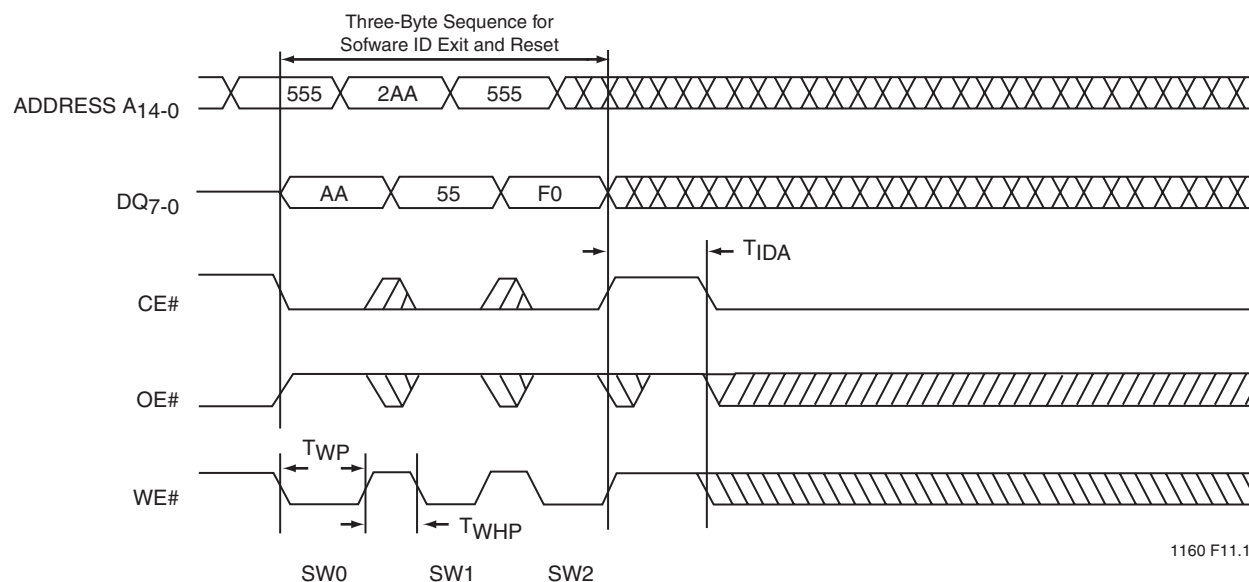 Three-Byte Sequence for
Sofware ID Exit and Reset
ADDRESS A14-0
555 2AA 555
DQ7-0
AA 55 F0
TIDA
CE#
OE#
TWP
WE#
TWHP
SW0 SW1 SW2
1160 F11.1